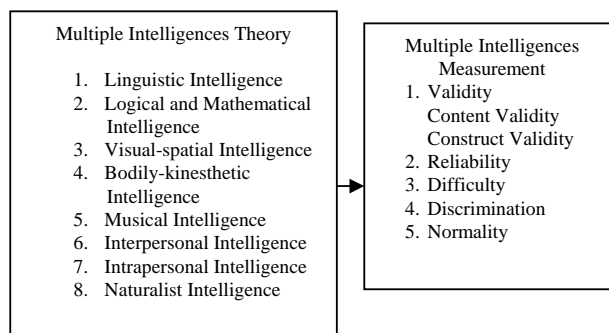 Multiple Intelligences Theory
1. Linguistic Intelligence
2. Logical and Mathematical
Intelligence
3. Visual-spatial Intelligence
4. Bodily-kinesthetic
Intelligence
5. Musical Intelligence
6. Interpersonal Intelligence
7. Intrapersonal Intelligence
8. Naturalist Intelligence
Multiple Intelligences
Measurement
1. Validity
Content Validity
Construct Validity
2. Reliability
3. Difficulty
4. Discrimination
5. Normality